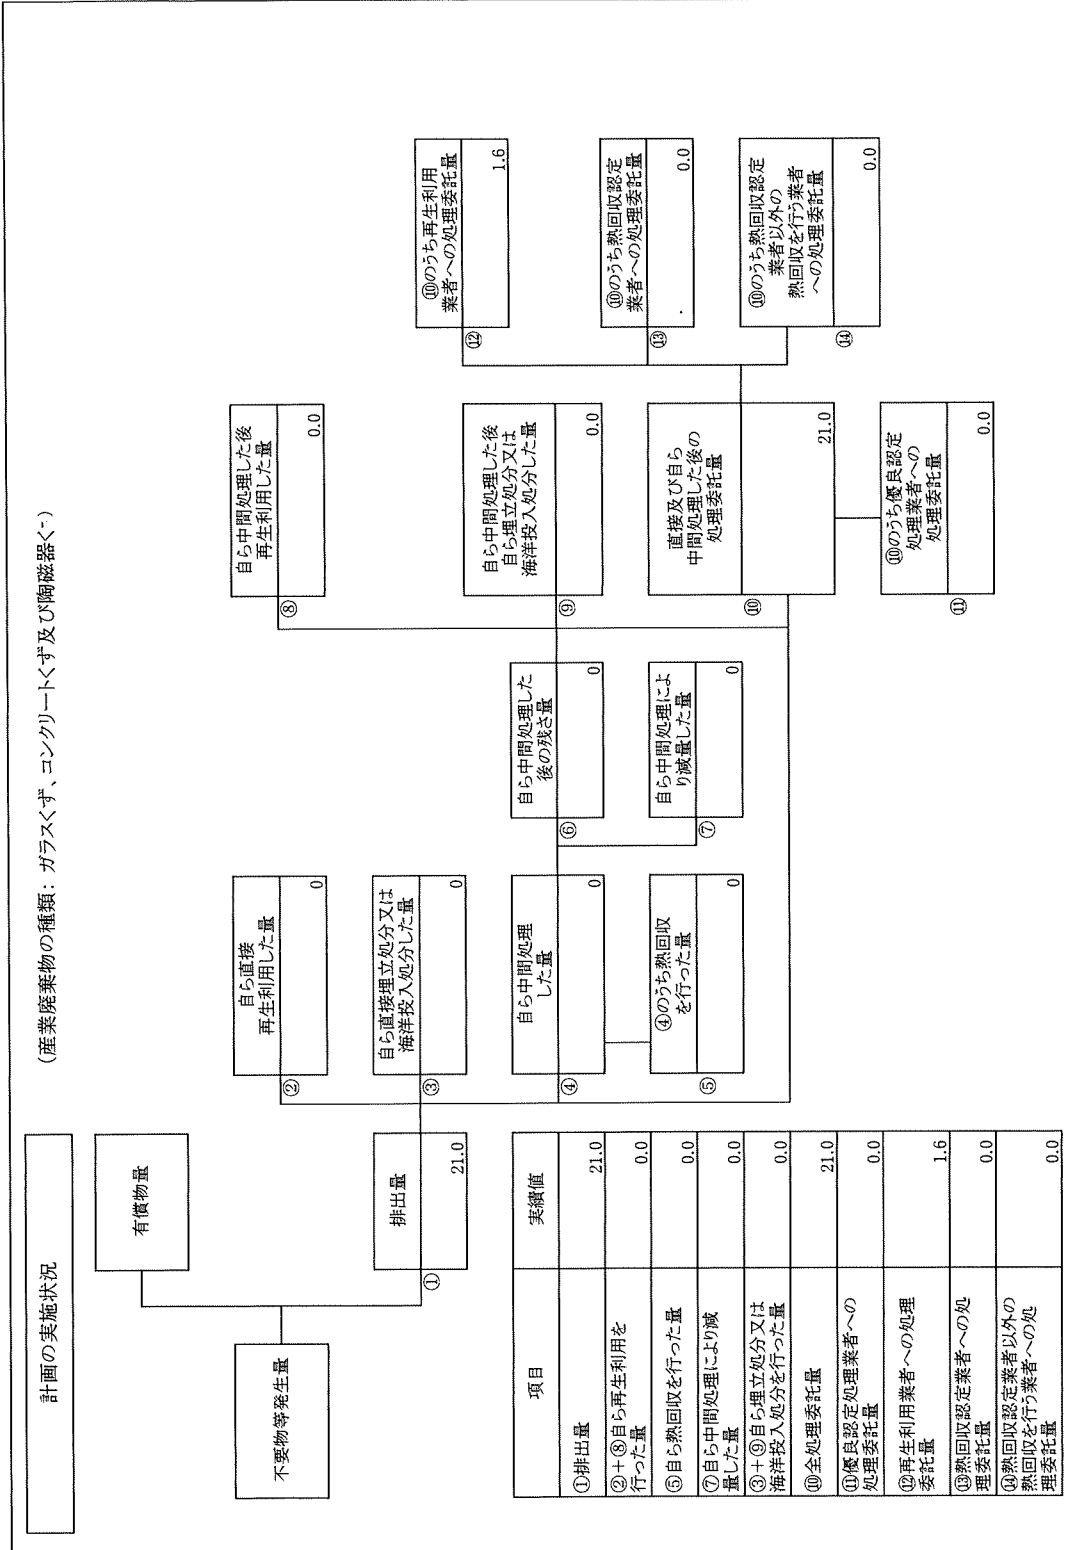 計画の実施状況
(産業廃棄物の種類: ガラスくず、コンクリートくず及び陶磁器く
不要物等発生量
有償物量
①
排出量
21.0
②
自ら直接
再生利用した量
0
③
自ら直接埋立処分又は
海洋投入処分した量
0
④
自ら中間処理
した量
0
⑤
④のうち熱回収
を行った量
0
⑥
自ら中間処理した
後の残さ量
0
⑦
自ら中間処理によ
り減量した量
0
⑧
自ら中間処理した後
再生利用した量
0.0
⑨
自ら中間処理した後
自ら埋立処分又は
海洋投入処分した量
0.0
⑩
直接及び自ら
中間処理した後の
処理委託量
21.0
⑪
⑩のうち優良認定
処理業者への
処理委託量
0.0
⑫
⑩のうち再生利用
業者への処理委託量
1.6
⑬
⑩のうち熱回収認定
業者への処理委託量
0.0
⑭
⑩のうち熱回収認定
業者以外の
熱回収を行う業者
への処理委託量
0.0
項目 実績値
①排出量 21.0
②+⑧自ら再生利用を
行った量 0.0
⑤自ら熱回収を行った量 0.0
⑦自ら中間処理により減
量した量 0.0
③+⑨自ら埋立処分又は
海洋投入処分を行った量 0.0
⑩全処理委託量 21.0
⑪優良認定処理業者への
処理委託量 0.0
⑫再生利用業者への処理
委託量 1.6
⑬熱回収認定業者への処
理委託量 0.0
⑭熱回収認定業者以外の
熱回収を行う業者への処
理委託量 0.0